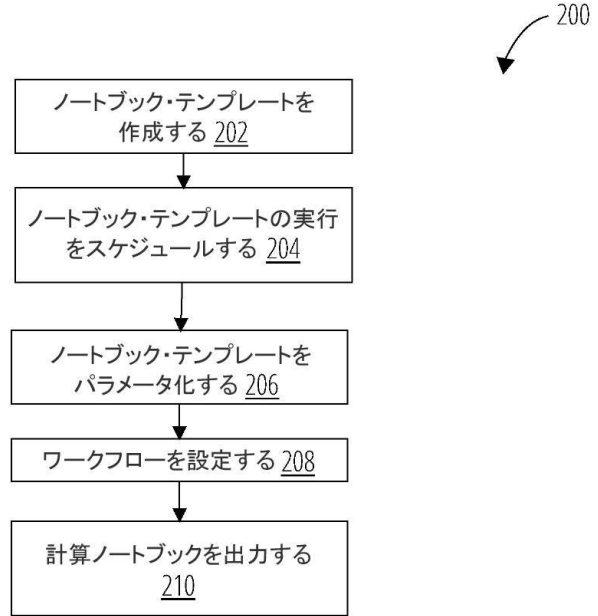 200
ノートブック・テンプレートを
作成する 202
ノートブック・テンプレートの実行
をスケジュールする 204
ノートブック・テンプレートを
パラメータ化する 206
ワークフローを設定する 208
計算ノートブックを出力する
210